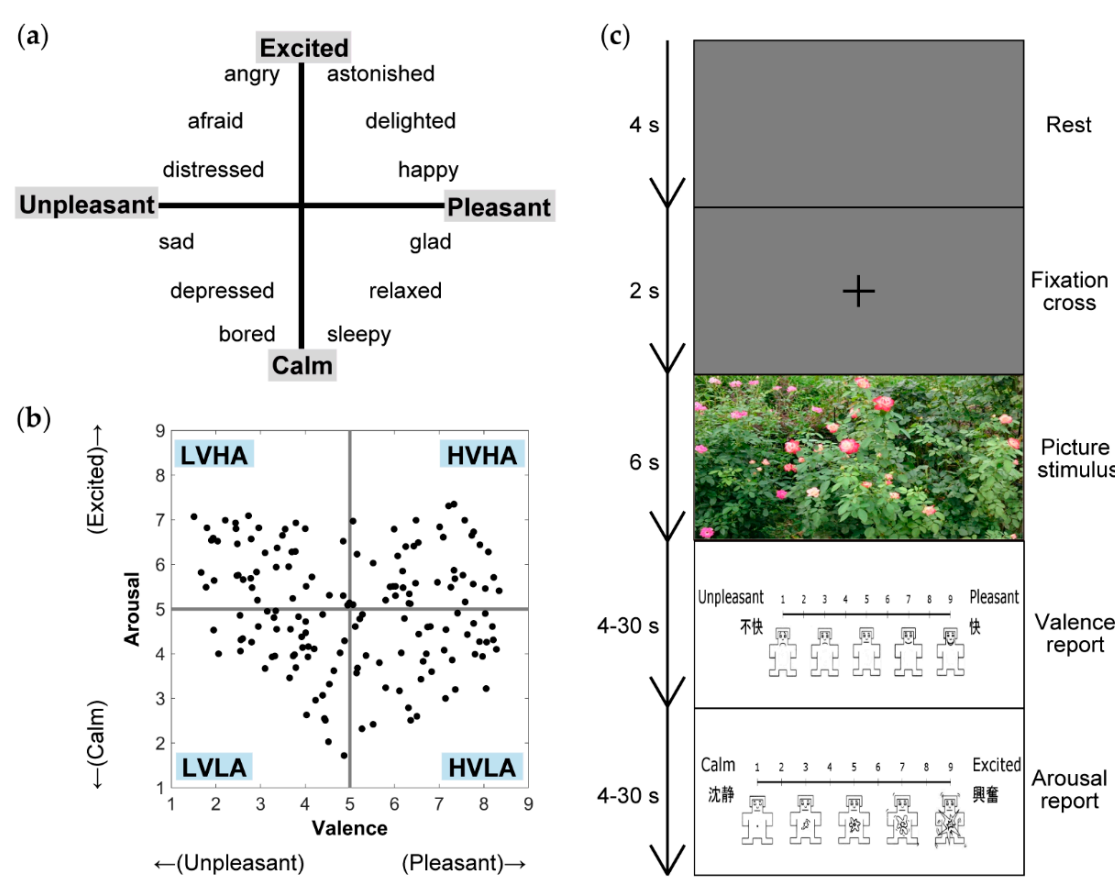 (a)
Excited
angry astonished
afraid delighted
distressed happy
Unpleasant Pleasant
sad glad
depressed relaxed
bored sleepy
Calm
(b)
9
8
7
6
5
4
3
2
1
LVHA HVHA
LVLA HVLA
1 2 3 4 5 6 7 8 9
Arousal
←(Calm) (Excited)→
Valence
←(Unpleasant) (Pleasant)→
(c)
4 s Rest
2 s Fixation
cross
6 s Picture
stimulus
4-30 s Valence
report
Unpleasant 1 2 3 4 5 6 7 8 9 Pleasant
不快 快
4-30 s Arousal
report
Calm 1 2 3 4 5 6 7 8 9 Excited
沈静 興奮